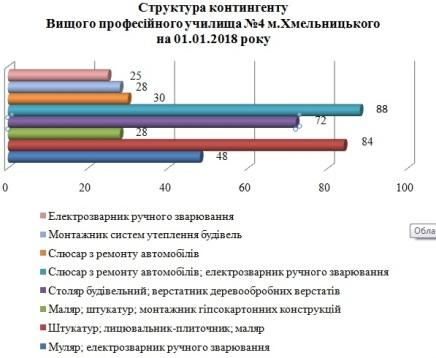 Структура контингенту
Вищого професійного училища №4 м.Хмельницького
на 01.01.2018 року
25
28
30
88
72
28
84
48
0 20 40 60 80 100
Електрозварник ручного зварювання
Монтажник систем утеплення будівель
Обла
Слюсар з ремонту автомобілів
Слюсар з ремонту автомобілів; електрозварник ручного зварювання
Столяр будівельний; верстатник деревообробних верстатів
Маляр; штукатур; монтажник гіпсокартонних конструкцій
Штукатур; лицювальник-плиточник; маляр
Муляр; електрозварник ручного зварювання